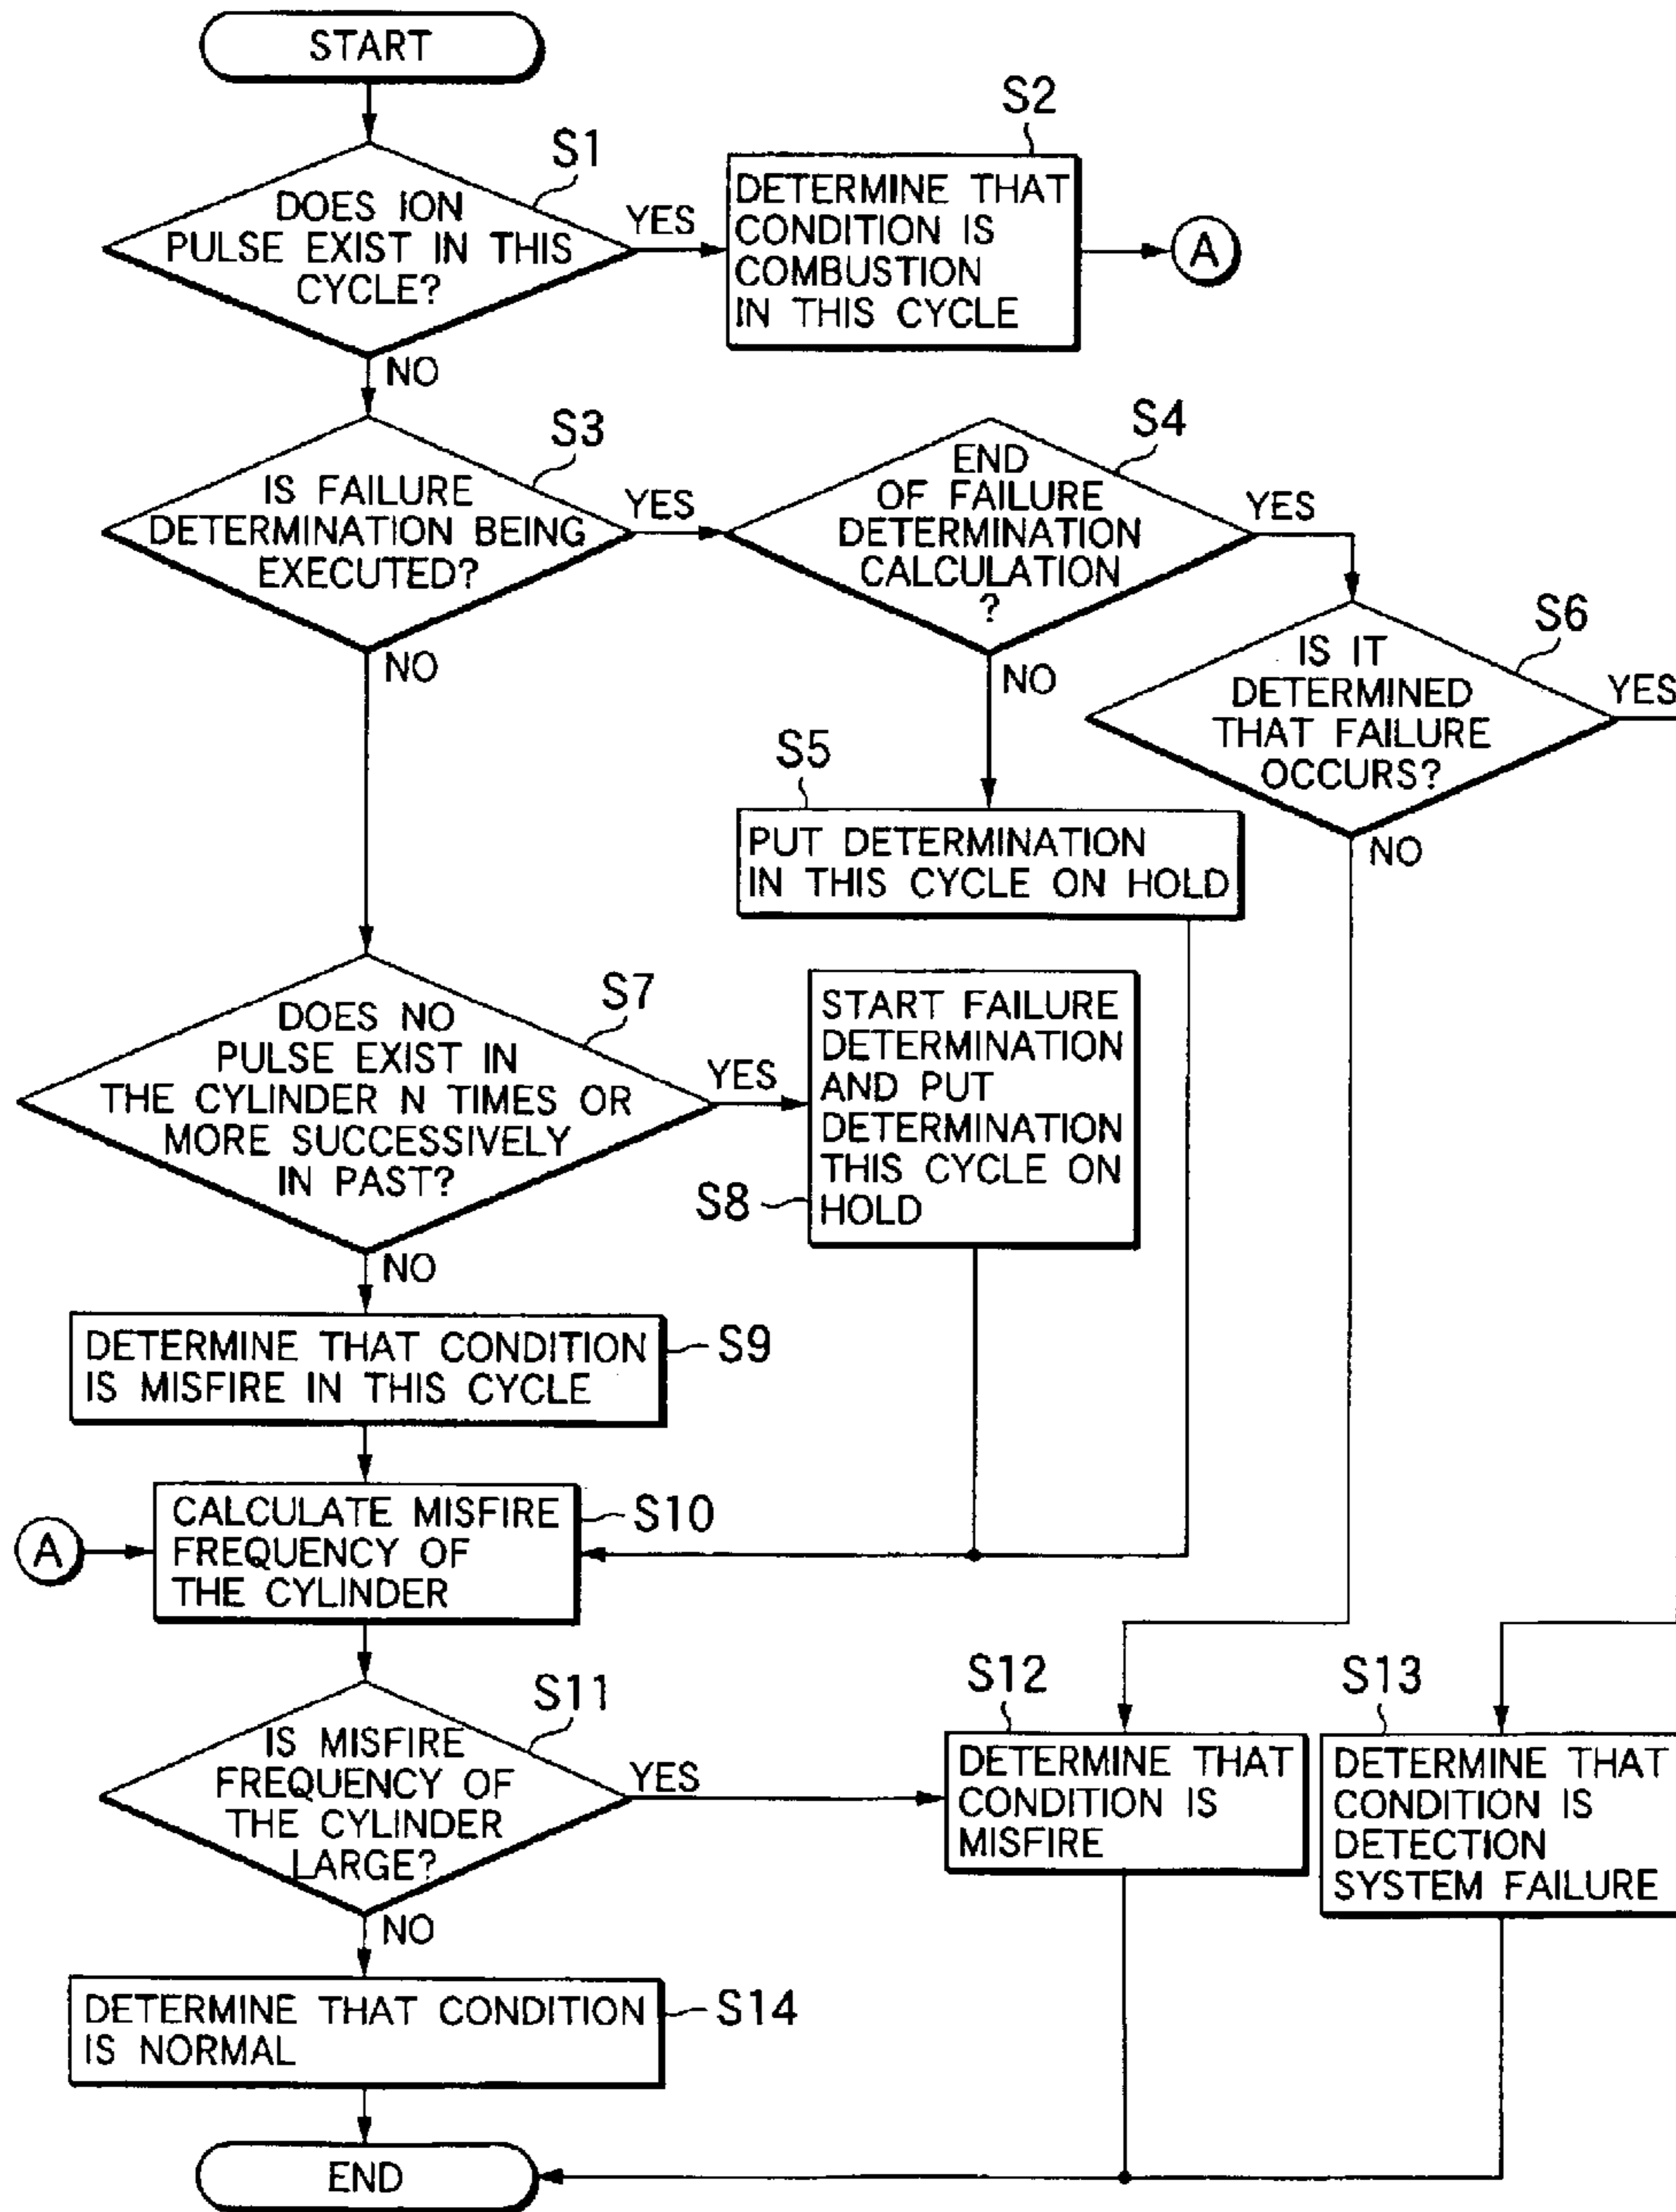 START
S1
DOES ION
PULSE EXIST IN THIS
CYCLE?
YES
NO
S2
DETERMINE THAT
CONDITION IS
COMBUSTION
IN THIS CYCLE
A
S3
IS FAILURE
DETERMINATION BEING
EXECUTED?
YES
NO
S4
END
OF FAILURE
DETERMINATION
CALCULATION
?
YES
NO
S6
IS IT
DETERMINED
THAT FAILURE
OCCURS?
YES
NO
S5
PUT DETERMINATION
IN THIS CYCLE ON HOLD
S7
DOES NO
PULSE EXIST IN
THE CYLINDER N TIMES OR
MORE SUCCESSIVELY
IN PAST?
YES
NO
S8
START FAILURE
DETERMINATION
AND PUT
DETERMINATION
THIS CYCLE ON
HOLD
DETERMINE THAT CONDITION
IS MISFIRE IN THIS CYCLE
S9
A
CALCULATE MISFIRE
FREQUENCY OF
THE CYLINDER
S10
S11
IS MISFIRE
FREQUENCY OF
THE CYLINDER
LARGE?
YES
NO
S12
DETERMINE THAT
CONDITION IS
MISFIRE
S13
DETERMINE THAT
CONDITION IS
DETECTION
SYSTEM FAILURE
DETERMINE THAT CONDITION
IS NORMAL
S14
END